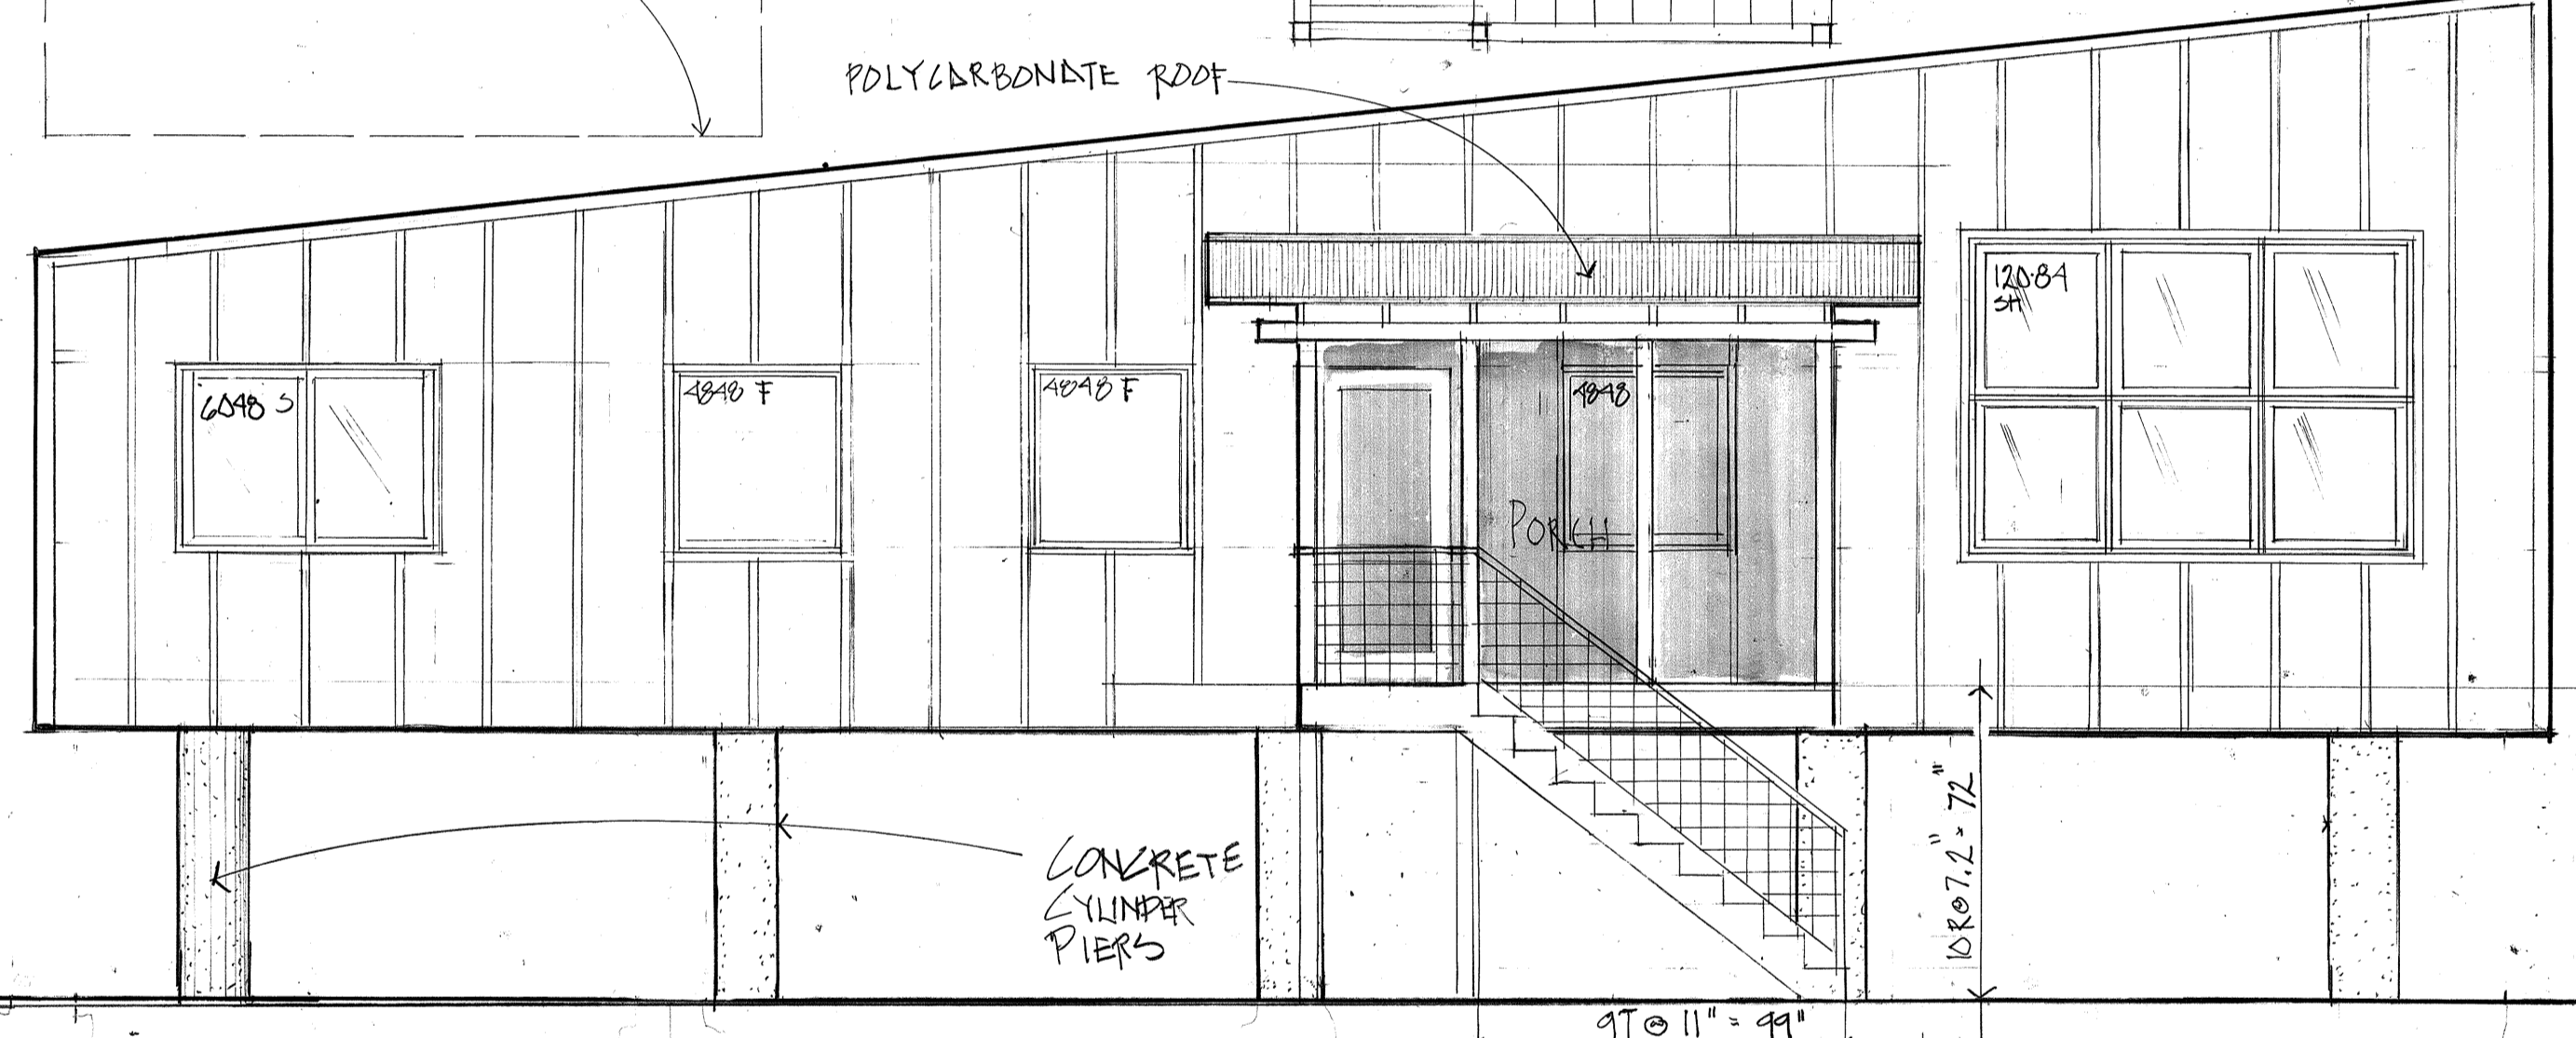 POLYCARBONATE ROOF
6048 S
4848 F
4848 F
4848
120·84
SH
PORCH
CONCRETE
CYLINDER
PIERS
10R@7.2" = 72"
9T @ 11" = 99"